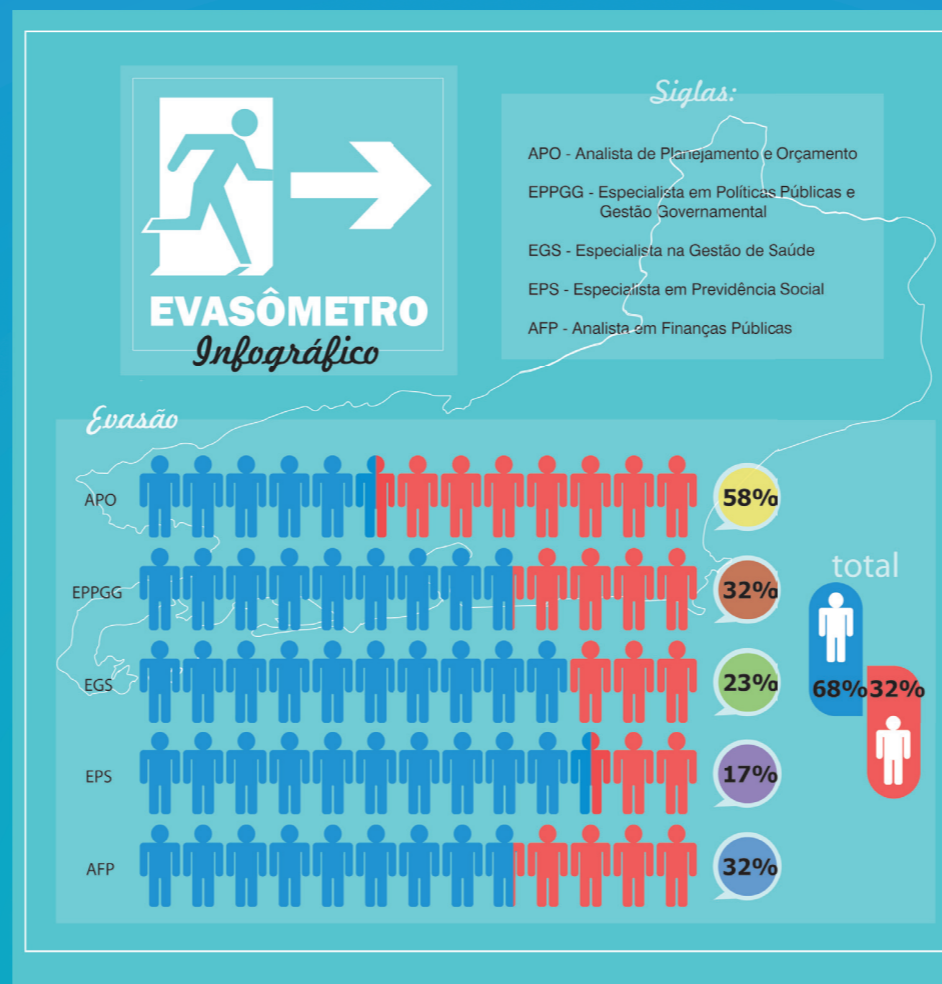 EVASÔMETRO
Infográfico
Siglas:
APO - Analista de Planejamento e Orçamento
EPPGG - Especialista em Políticas Públicas e
Gestão Governamental
EGS - Especialista na Gestão de Saúde
EPS - Especialista em Previdência Social
AFP - Analista em Finanças Públicas
Evasão
APO
58%
EPPGG
32%
EGS
23%
EPS
17%
AFP
32%
total
68% 32%